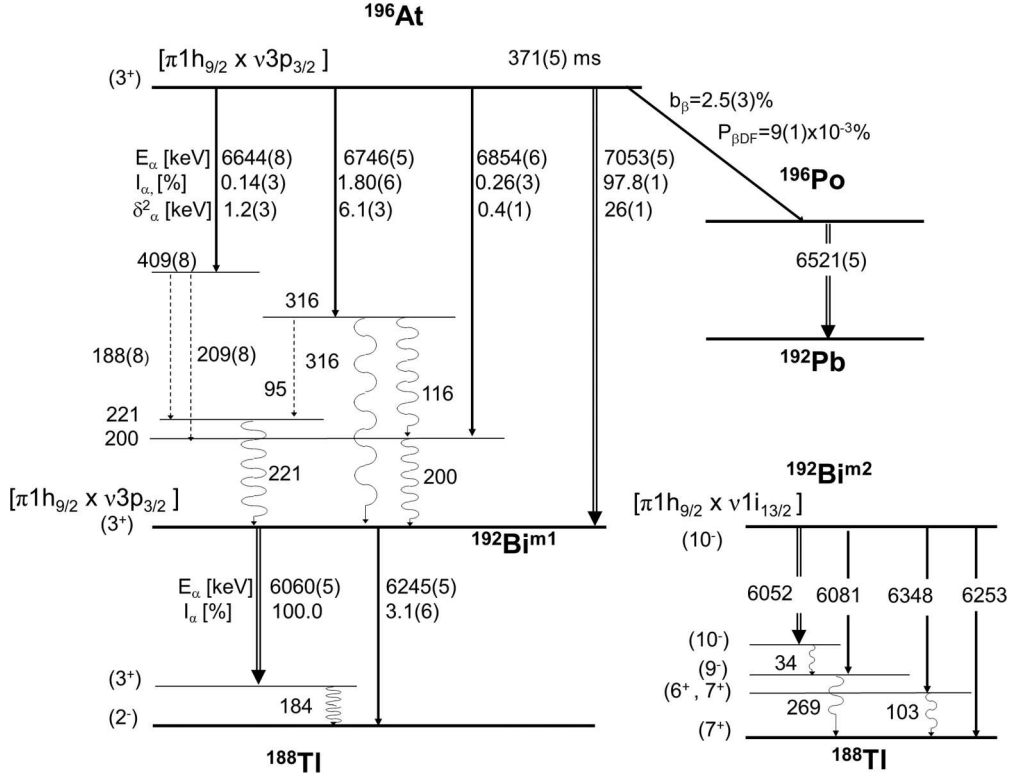 196At
[π1h9/2 x ν3p3/2 ]
371(5) ms
(3+)
bβ=2.5(3)%
PβDF=9(1)x10-3%
Eα [keV] 6644(8) 6746(5) 6854(6) 7053(5)
Iα, [%] 0.14(3) 1.80(6) 0.26(3) 97.8(1)
δ2α [keV] 1.2(3) 6.1(3) 0.4(1) 26(1)
196Po
6521(5)
192Pb
409(8)
316
188(8) 209(8) 316
95 116
221
200
221 200
[π1h9/2 x ν3p3/2 ]
(3+)
192Bim1
Eα [keV] 6060(5) 6245(5)
Iα [%] 100.0 3.1(6)
(3+)
184
(2-)
188Tl
192Bim2
[π1h9/2 x ν1i13/2 ]
(10-)
6052 6081 6348 6253
(10-)
34
(9-)
(6+ , 7+)
269 103
(7+)
188Tl